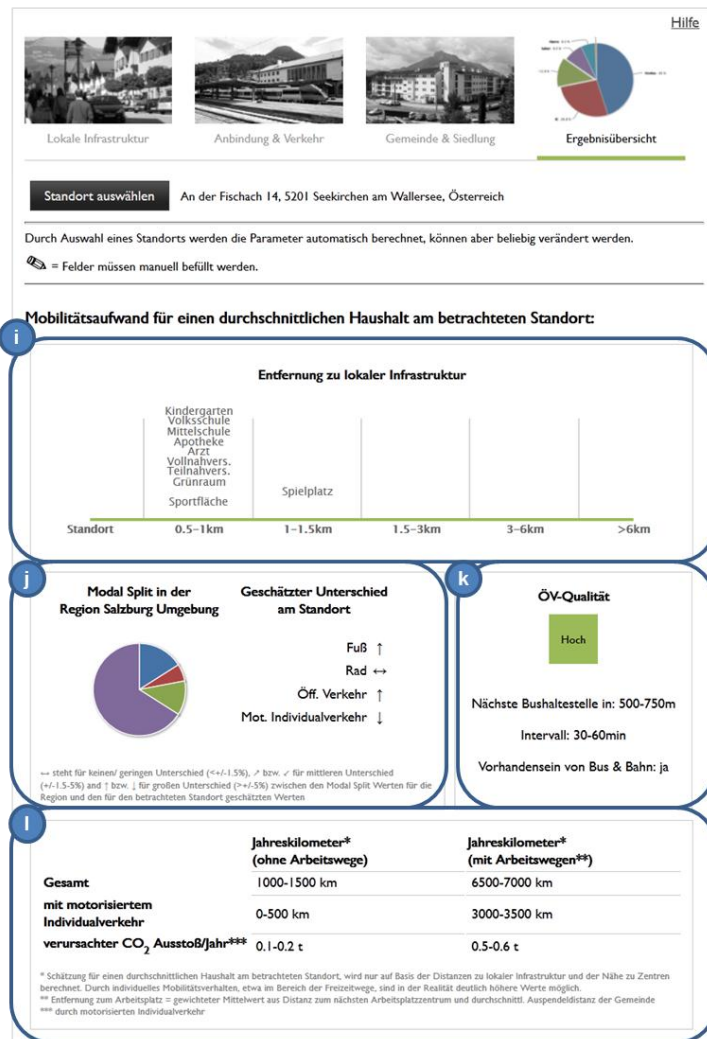 Hilfe
Lokale Infrastruktur
Anbindung & Verkehr
Gemeinde & Siedlung
Ergebnisübersicht
Standort auswählen
An der Fischach 14, 5201 Seekirchen am Wallersee, Österreich
Durch Auswahl eines Standorts werden die Parameter automatisch berechnet, können aber beliebig verändert werden.
= Felder müssen manuell befüllt werden.
Mobilitätsaufwand für einen durchschnittlichen Haushalt am betrachteten Standort:
i
Entfernung zu lokaler Infrastruktur
Kindergarten
Volksschule
Mittelschule
Apotheke
Arzt
Vollnahvers.
Teilnahvers.
Grünraum
Sportfläche
Spielplatz
Standort 0.5-1km 1-1.5km 1.5-3km 3-6km >6km
j
Modal Split in der
Region Salzburg Umgebung
Geschätzter Unterschied
am Standort
Fuß ↑
Rad ↔
Öff. Verkehr ↑
Mot. Individualverkehr ↓
↔ steht für keinen/ geringen Unterschied (<+/-1.5%), ↗ bzw. ↙ für mittleren Unterschied
(+/-1.5-5%) and ↑ bzw. ↓ für großen Unterschied (>+/-5%) zwischen den Modal Split Werten für die
Region und den für den betrachteten Standort geschätzten Werten
k
ÖV-Qualität
Hoch
Nächste Bushaltestelle in: 500-750m
Intervall: 30-60min
Vorhandensein von Bus & Bahn: ja
l
Jahreskilometer*
(ohne Arbeitswege)
Jahreskilometer*
(mit Arbeitswegen**)
Gesamt 1000-1500 km 6500-7000 km
mit motorisiertem
Individualverkehr 0-500 km 3000-3500 km
verursachter CO2 Ausstoß/Jahr*** 0.1-0.2 t 0.5-0.6 t
* Schätzung für einen durchschnittlichen Haushalt am betrachteten Standort, wird nur auf Basis der Distanzen zu lokaler Infrastruktur und der Nähe zu Zentren
berechnet. Durch individuelles Mobilitätsverhalten, etwa im Bereich der Freizeitwege, sind in der Realität deutlich höhere Werte möglich.
** Entfernung zum Arbeitsplatz = gewichteter Mittelwert aus Distanz zum nächsten Arbeitsplatzzentrum und durchschnittl. Auspendeldistanz der Gemeinde
*** durch motorisierten Individualverkehr